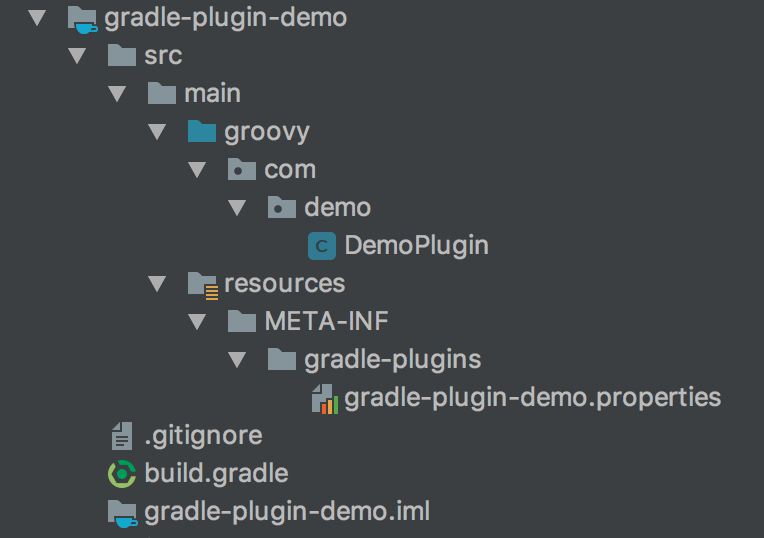 gradle-plugin-demo
src
main
groovy
com
demo
C DemoPlugin
resources
META-INF
gradle-plugins
gradle-plugin-demo.properties
.gitignore
build.gradle
gradle-plugin-demo.iml